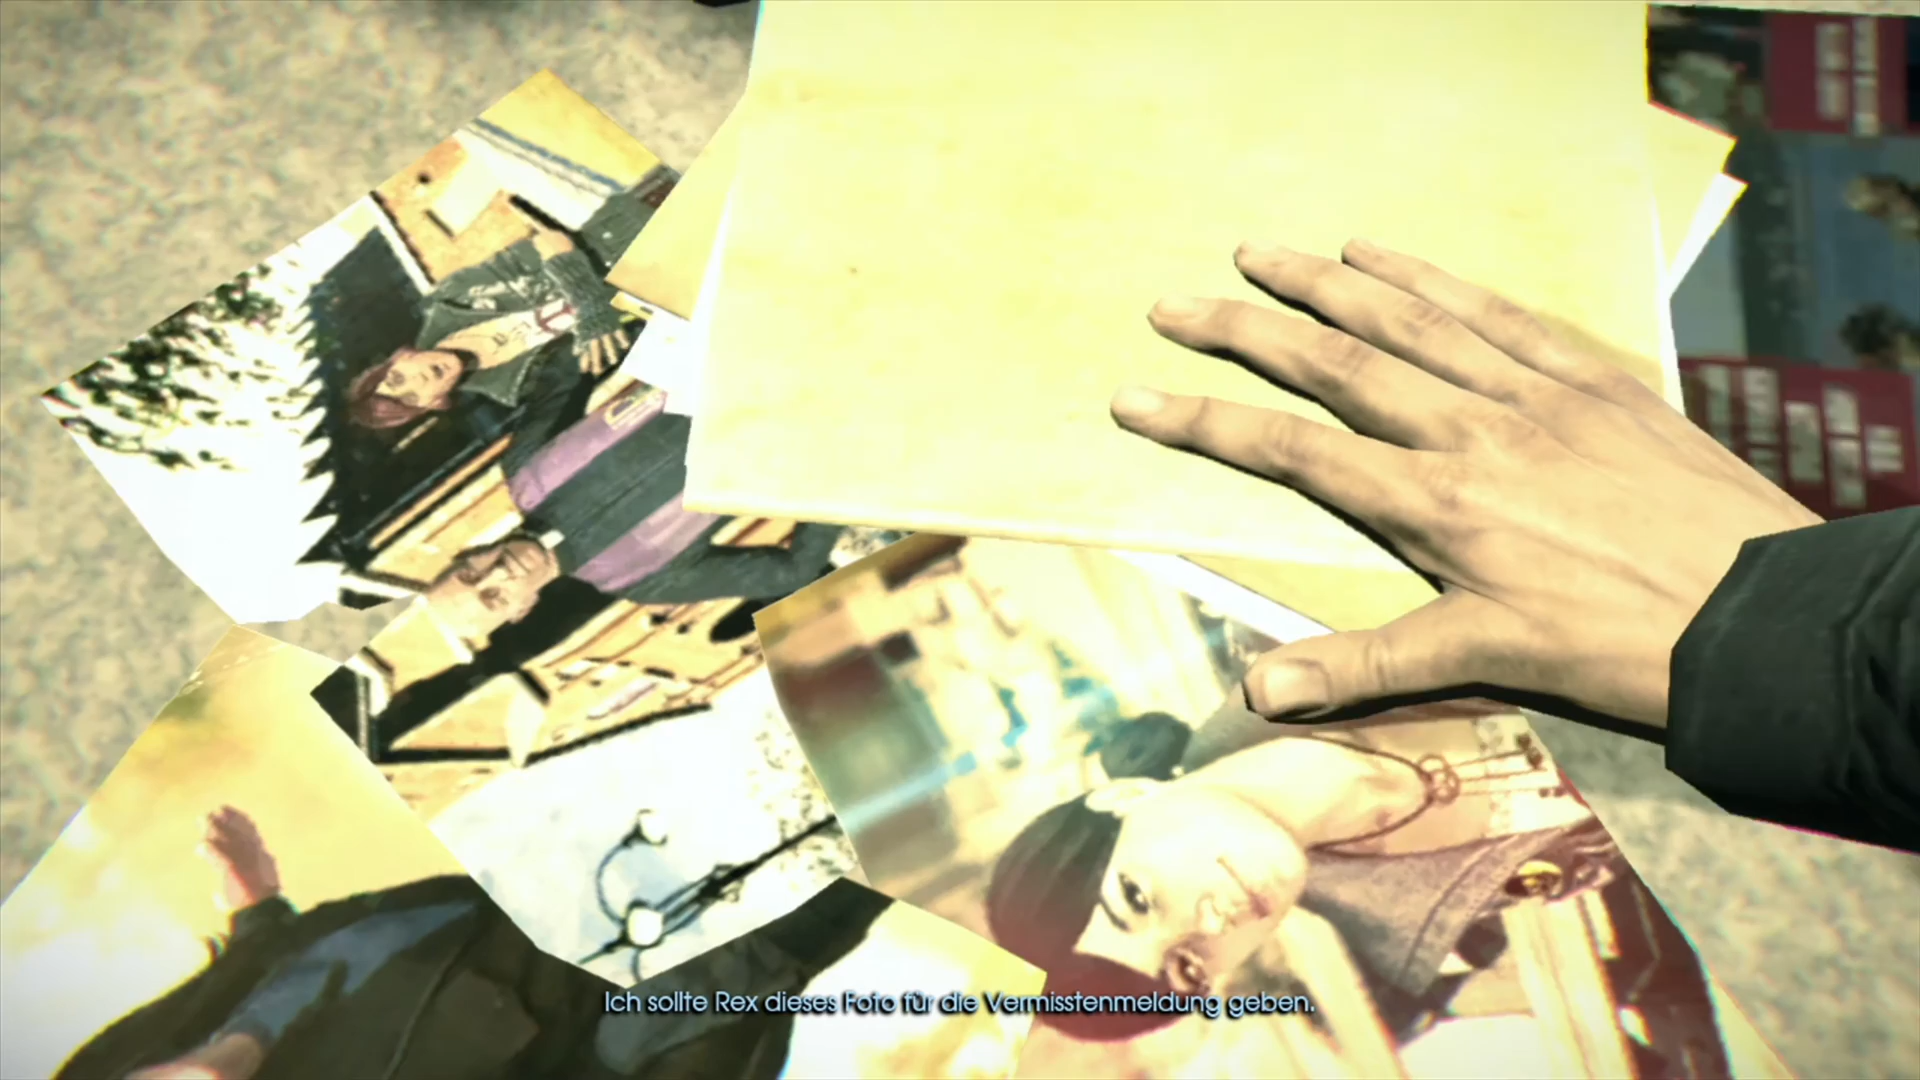 Ich sollte Rex dieses Foto für die Vermisstenmeldung geben.